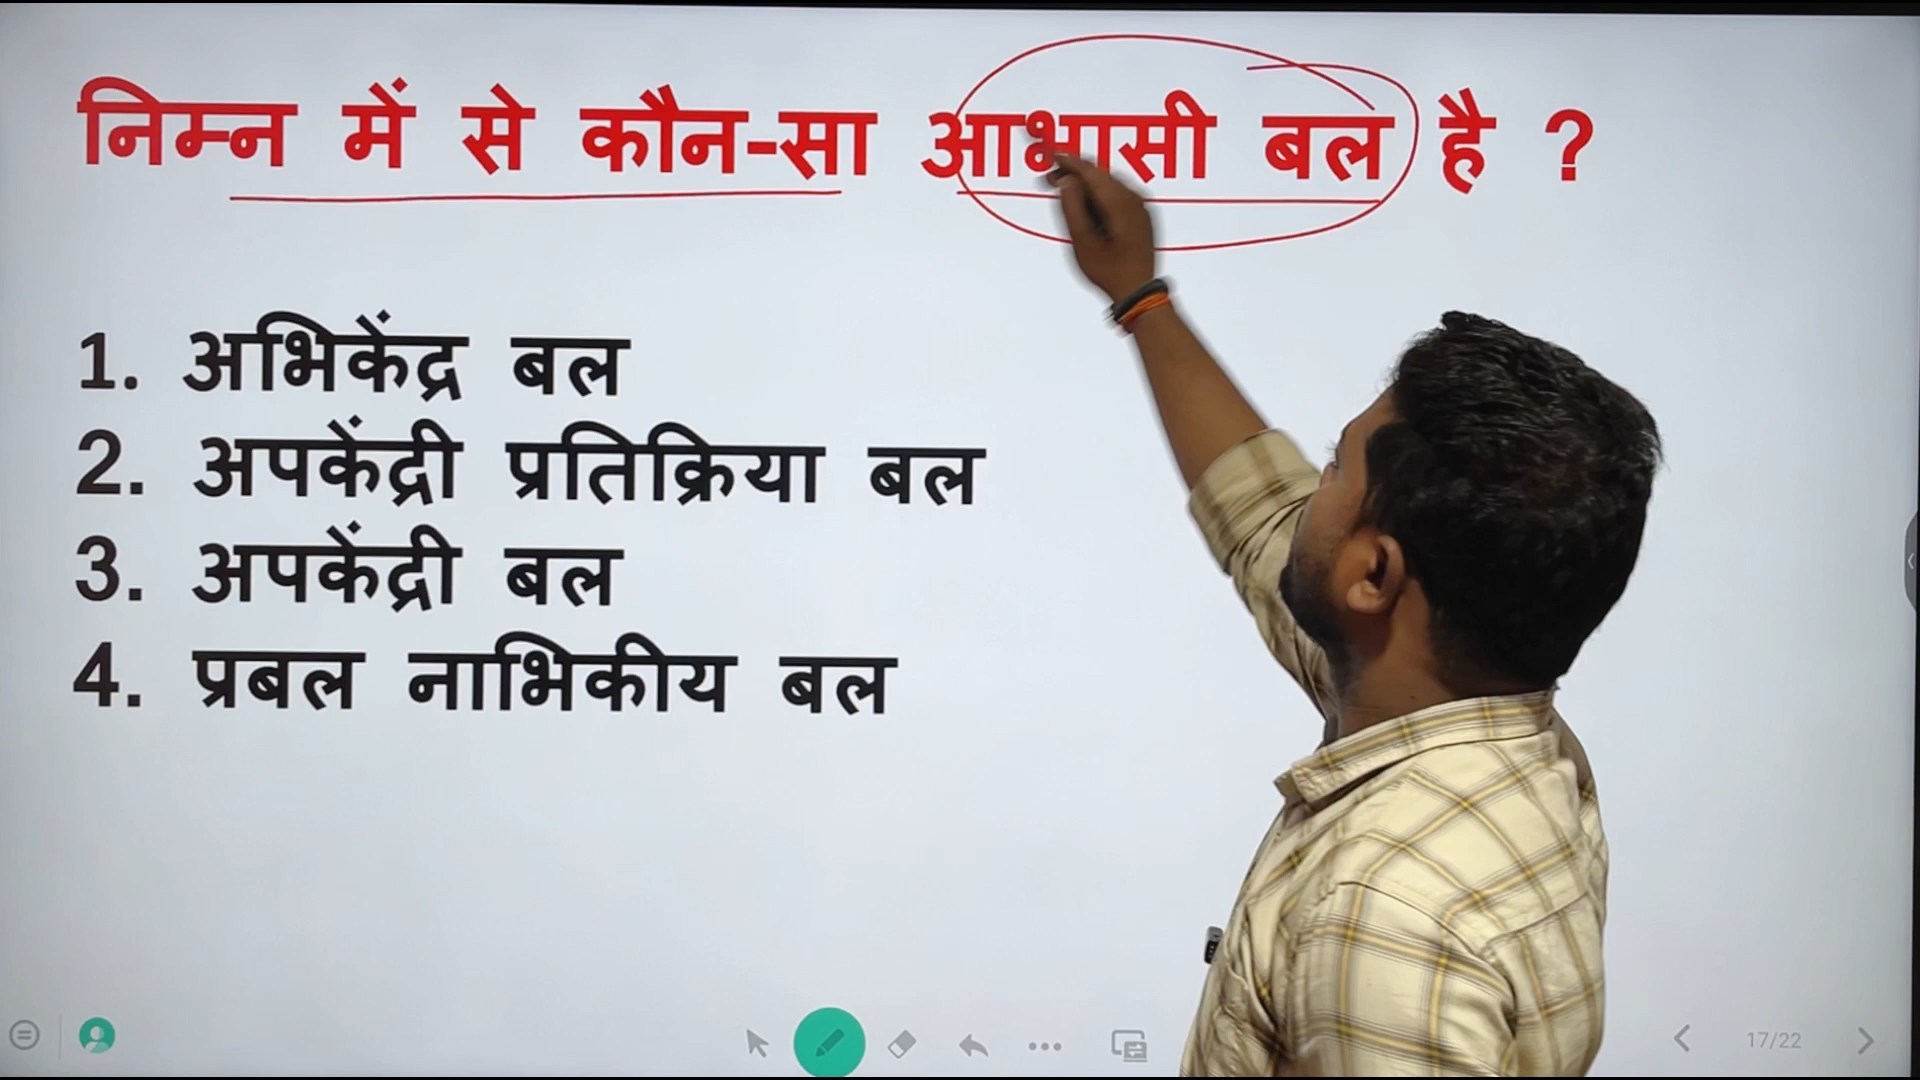 निम्न में से कौन-सा आभासी बल है ?
1. अभिकेंद्र बल
2. अपकेंद्री प्रतिक्रिया बल
3. अपकेंद्री बल
4. प्रबल नाभिकीय बल
17/22